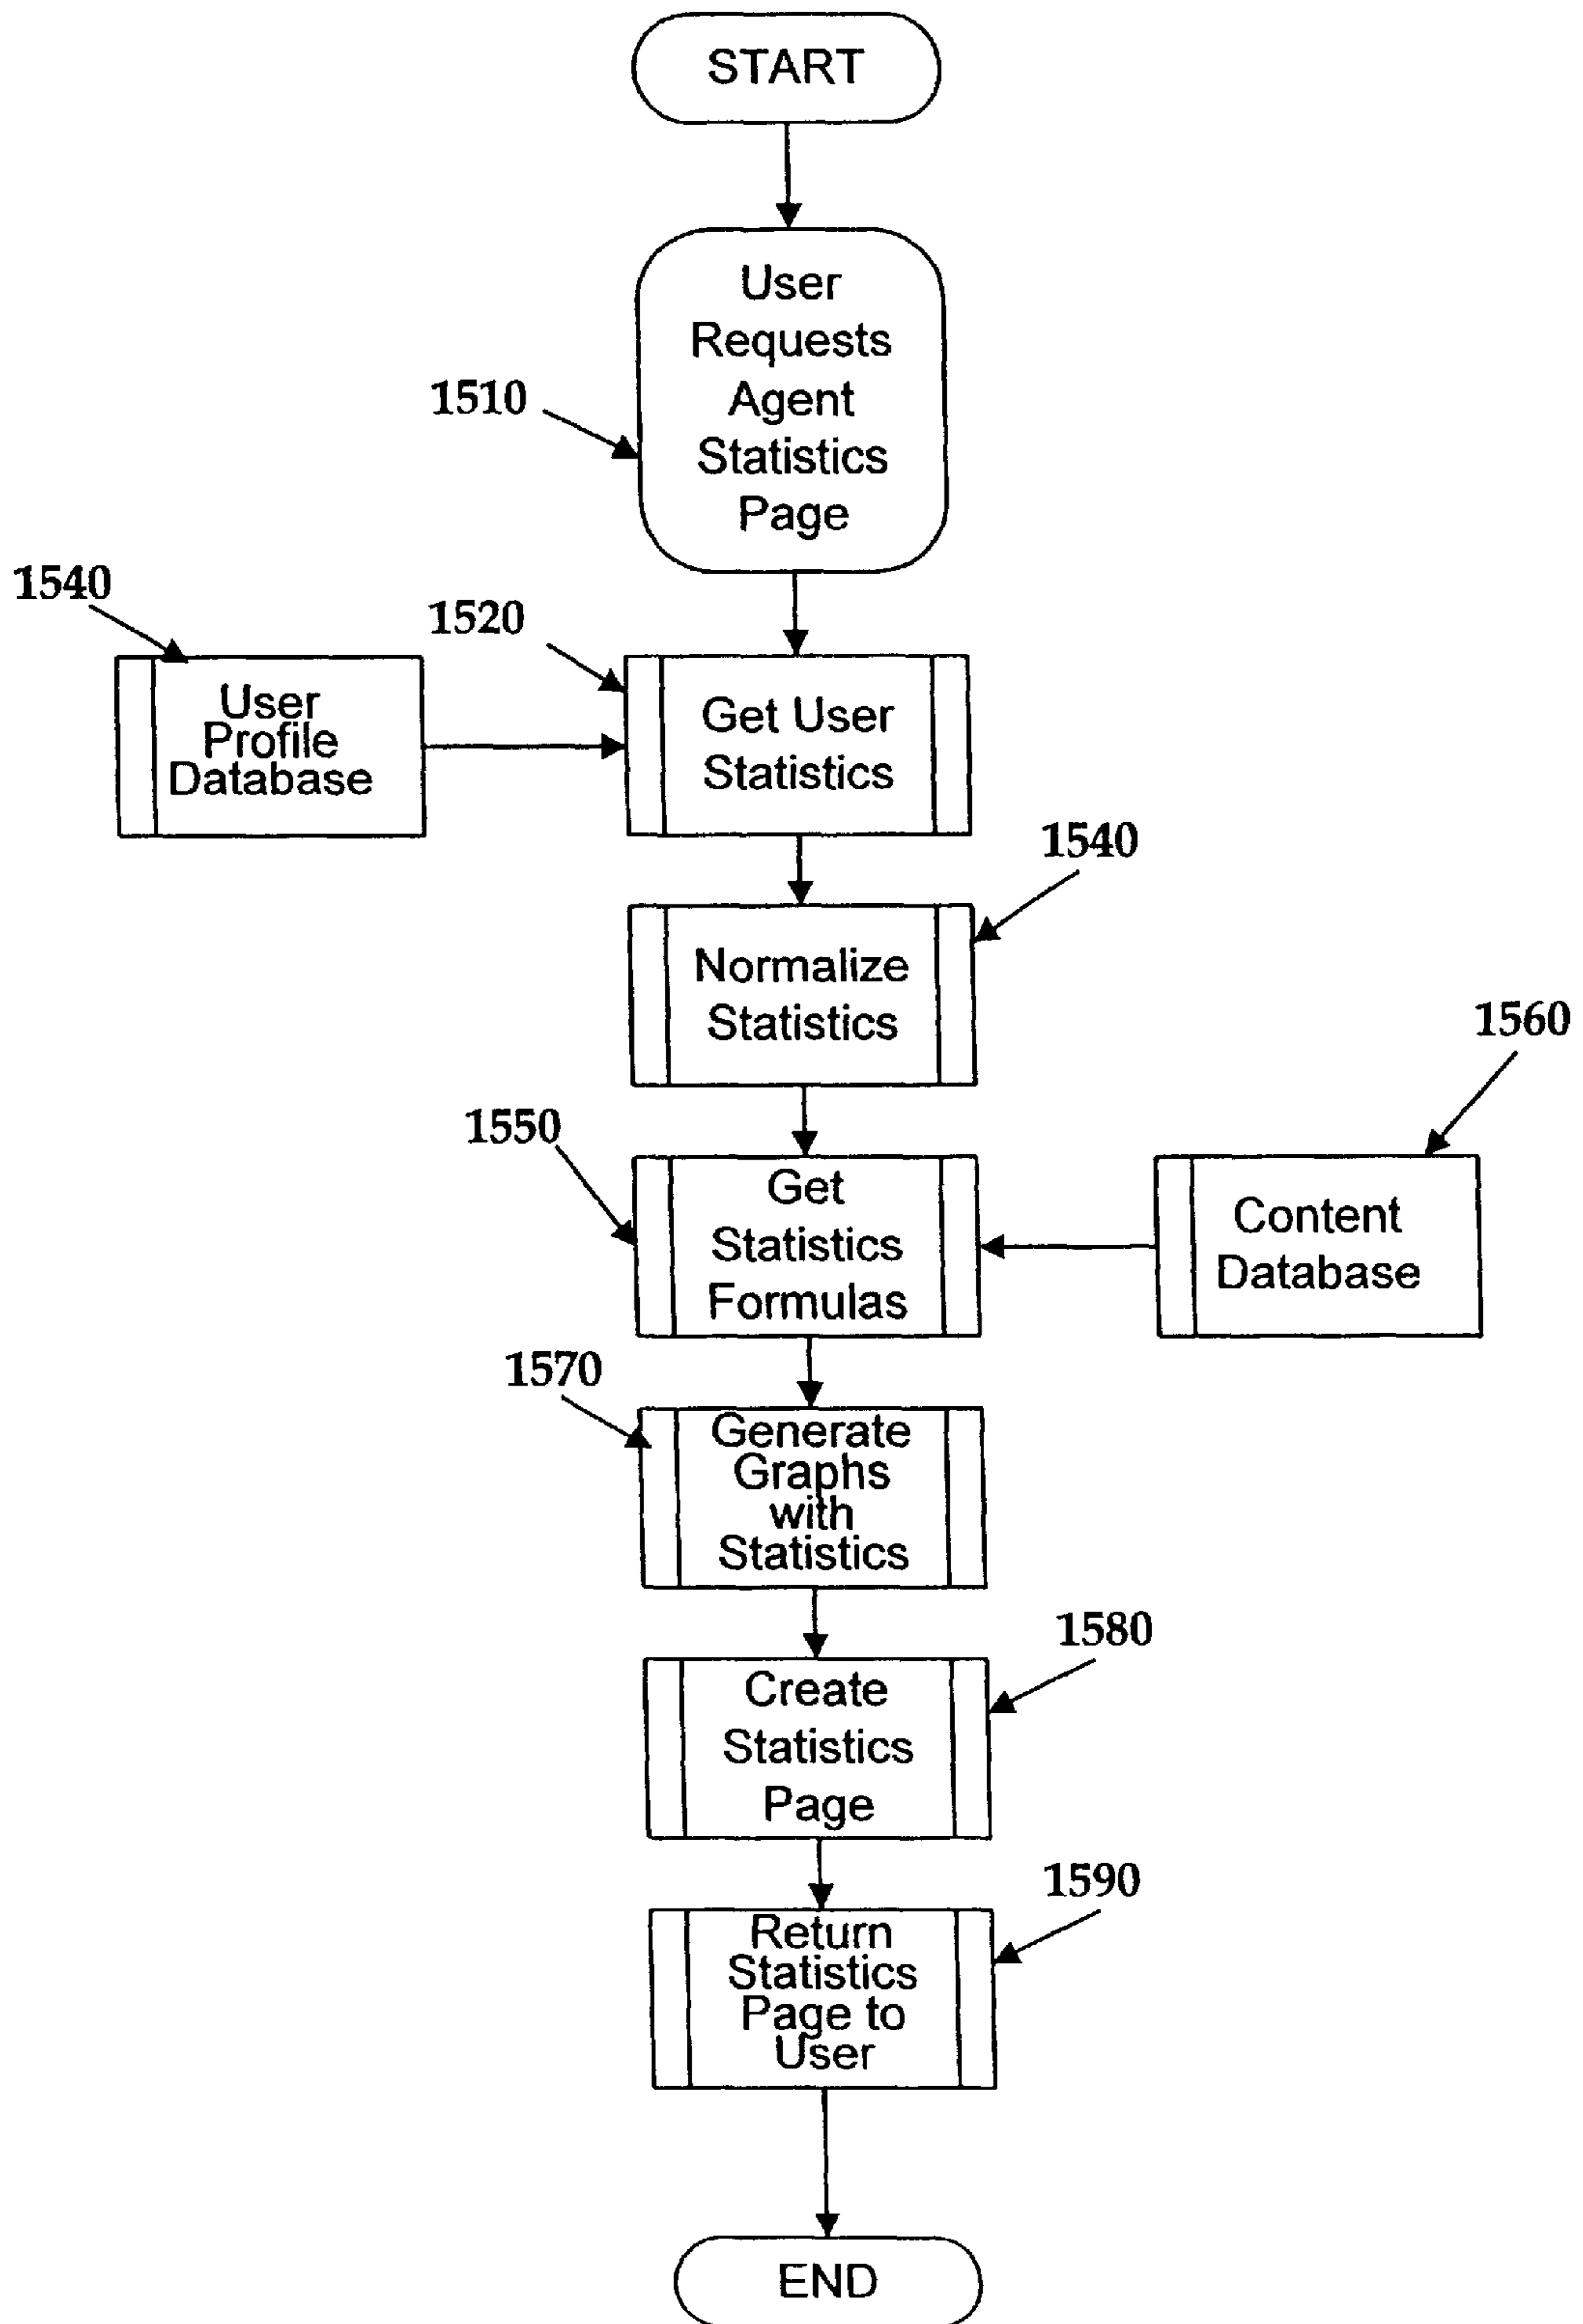 START
User
Requests
Agent
Statistics
Page
1510
1540
1520
User
Profile
Database
Get User
Statistics
1540
Normalize
Statistics
1560
1550
Get
Statistics
Formulas
Content
Database
1570
Generate
Graphs
with
Statistics
1580
Create
Statistics
Page
1590
Return
Statistics
Page to
User
END